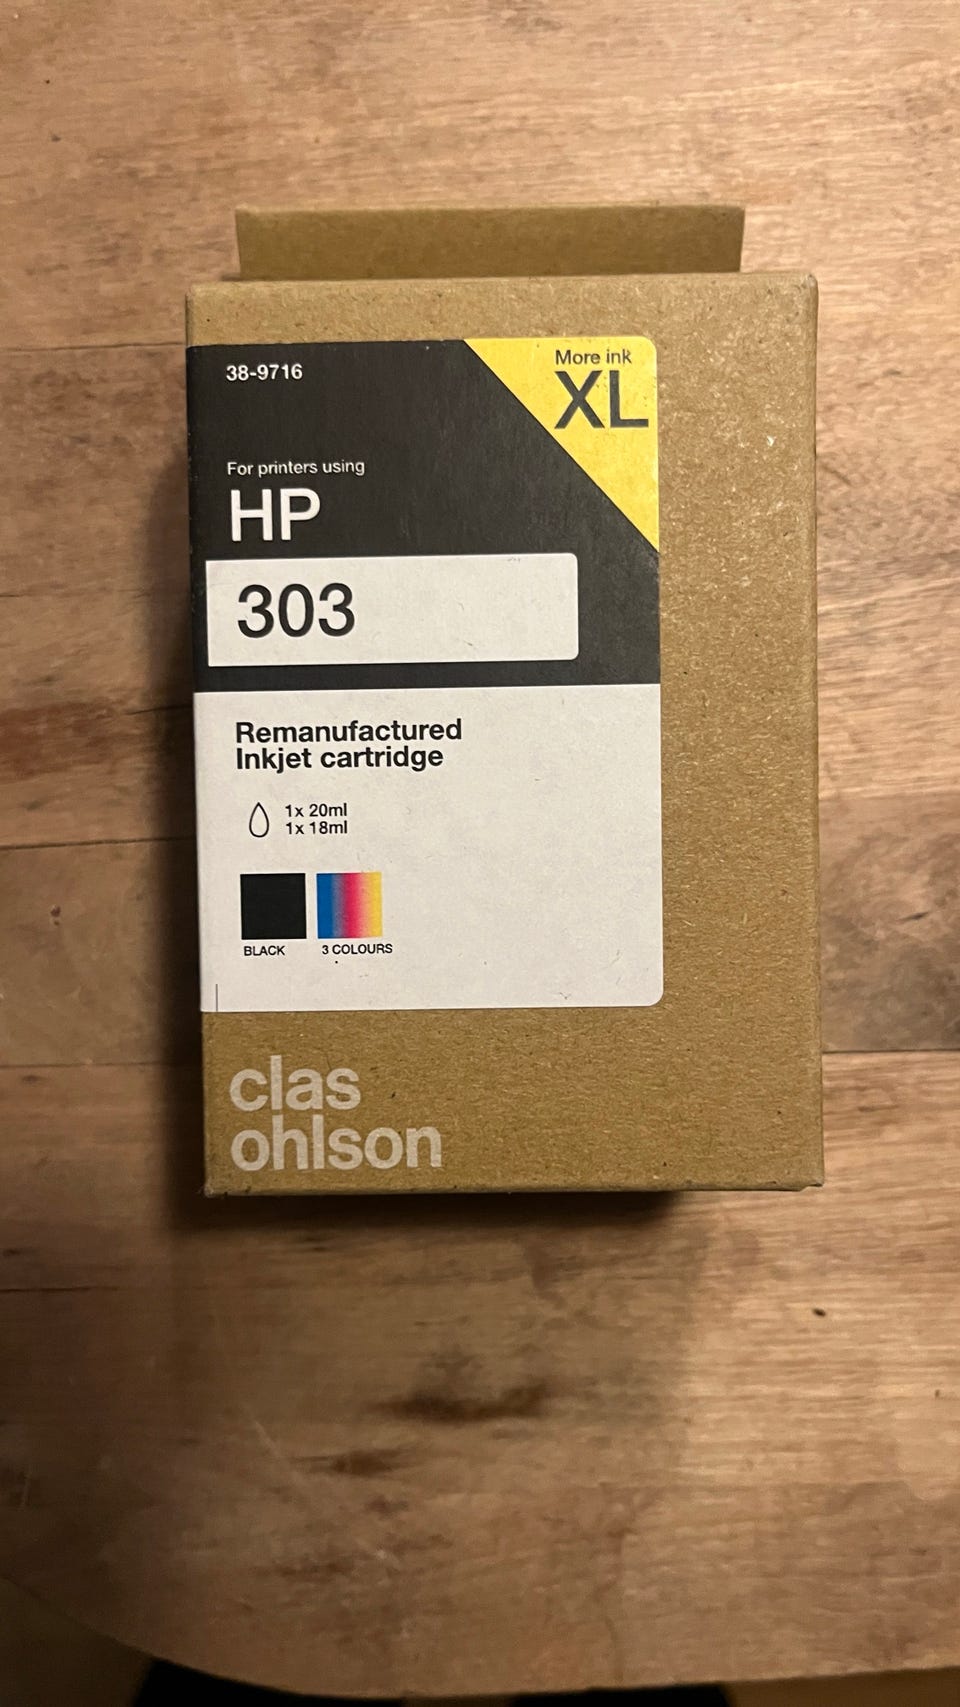 38-9716
More ink
XL
For printers using
HP
303
Remanufactured
Inkjet cartridge
1x 20ml
1x 18ml
BLACK
3 COLOURS
clas
ohlson